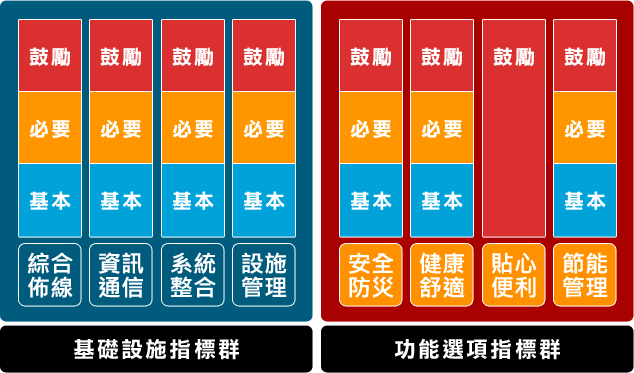 鼓勵 鼓勵 鼓勵 鼓勵 鼓勵 鼓勵 鼓勵 鼓勵
必要 必要 必要 必要 必要 必要 必要
基本 基本 基本 基本 基本 基本 基本
綜合 資訊 系統 設施 安全 健康 貼心 節能
佈線 通信 整合 管理 防災 舒適 便利 管理
基礎設施指標群 功能選項指標群